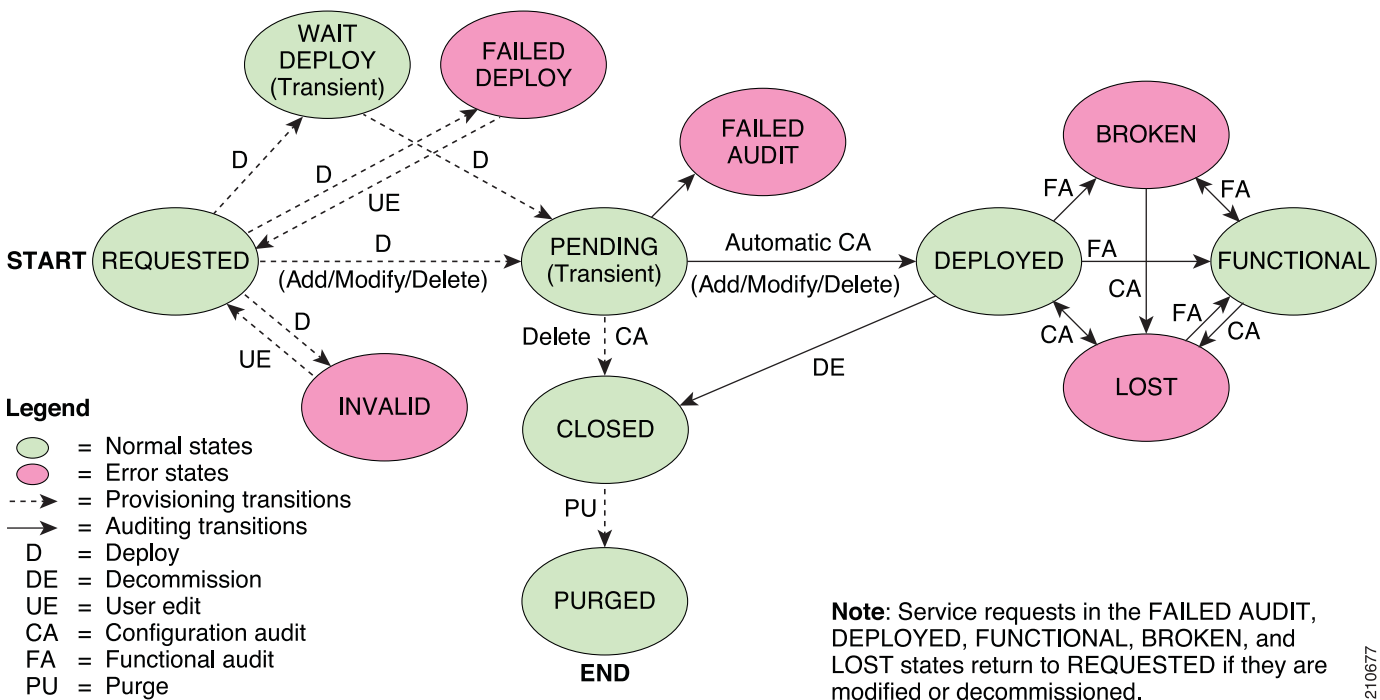 WAIT
DEPLOY
(Transient)
FAILED
DEPLOY
FAILED
AUDIT
BROKEN
D
D
D
UE
FA
FA
START
REQUESTED
D
(Add/Modify/Delete)
PENDING
(Transient)
Automatic CA
(Add/Modify/Delete)
DEPLOYED
FA
FUNCTIONAL
CA
FA
CA
CA
D
UE
Delete
CA
DE
INVALID
LOST
CLOSED
PU
PURGED
END
Legend
= Normal states
= Error states
= Provisioning transitions
= Auditing transitions
D = Deploy
DE = Decommission
UE = User edit
CA = Configuration audit
FA = Functional audit
PU = Purge
Note: Service requests in the FAILED AUDIT,
DEPLOYED, FUNCTIONAL, BROKEN, and
LOST states return to REQUESTED if they are
modified or decommissioned.
210677